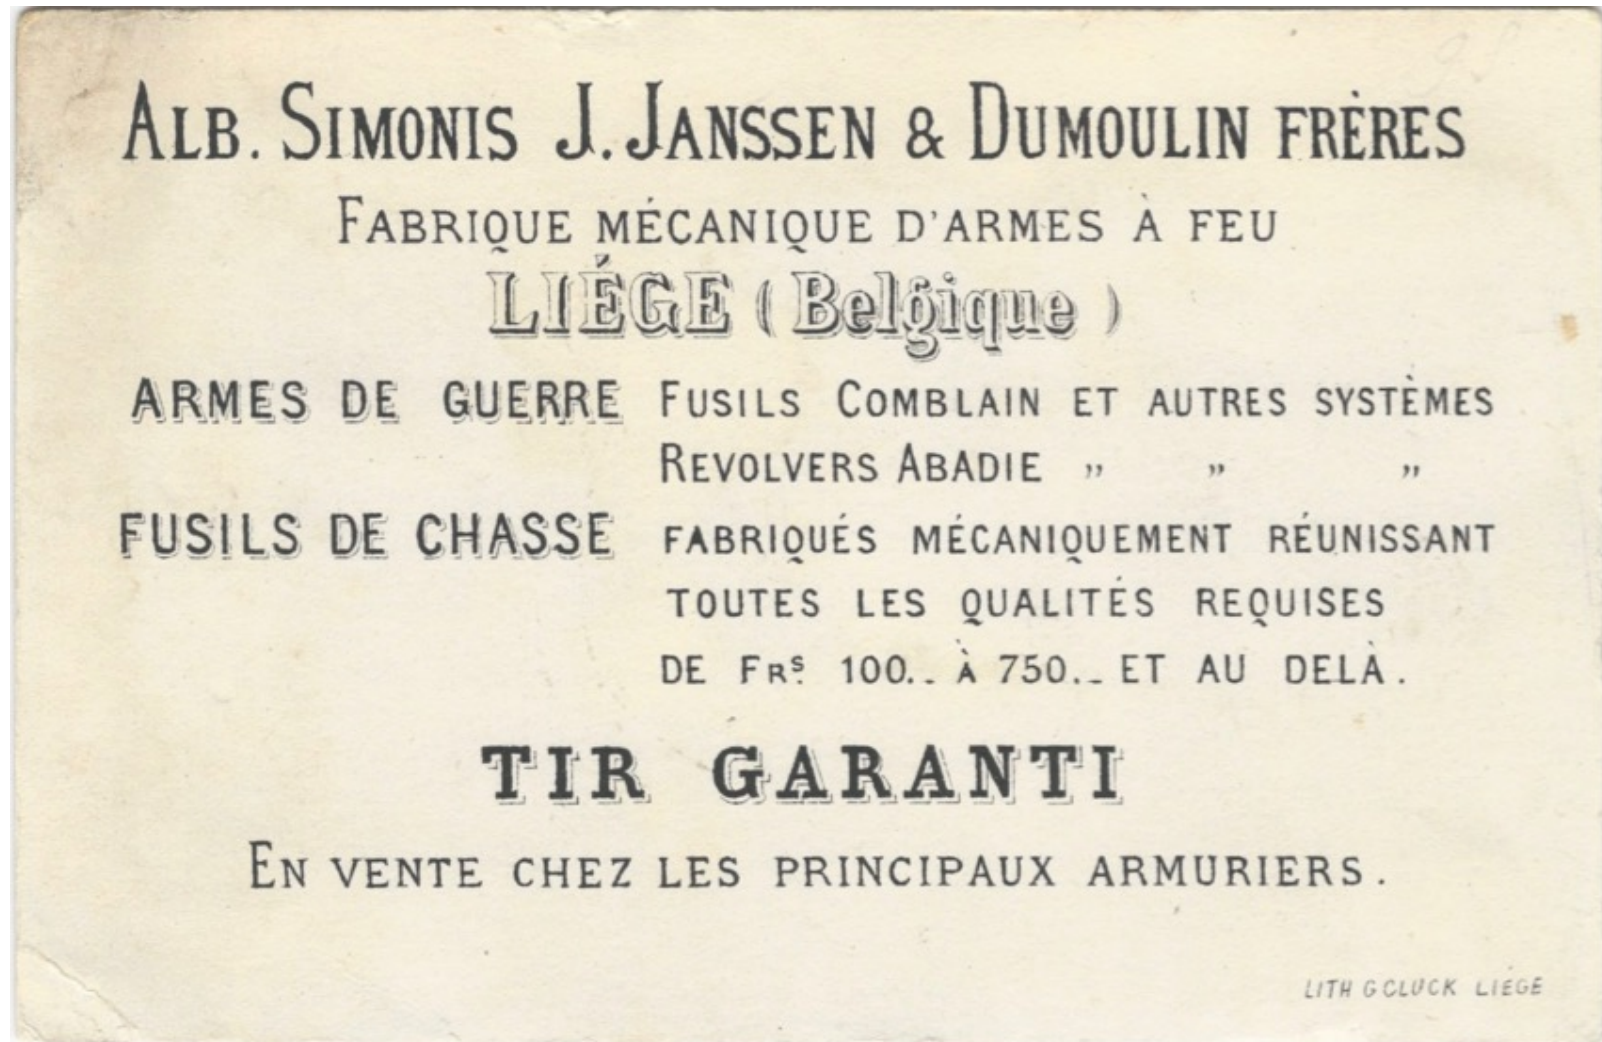 ALB. SIMONIS J. JANSSEN & DUMOULIN FRÈRES
FABRIQUE MÉCANIQUE D'ARMES À FEU
LIÉGE (Belgique)
ARMES DE GUERRE FUSILS COMBLAIN ET AUTRES SYSTÈMES
REVOLVERS ABADIE „ „ „
FUSILS DE CHASSE FABRIQUÉS MÉCANIQUEMENT RÉUNISSANT
TOUTES LES QUALITÉS REQUISES
DE FRS. 100.. À 750.. ET AU DELÀ.
TIR GARANTI
EN VENTE CHEZ LES PRINCIPAUX ARMURIERS.
LITH G CLUCK LIÉGE